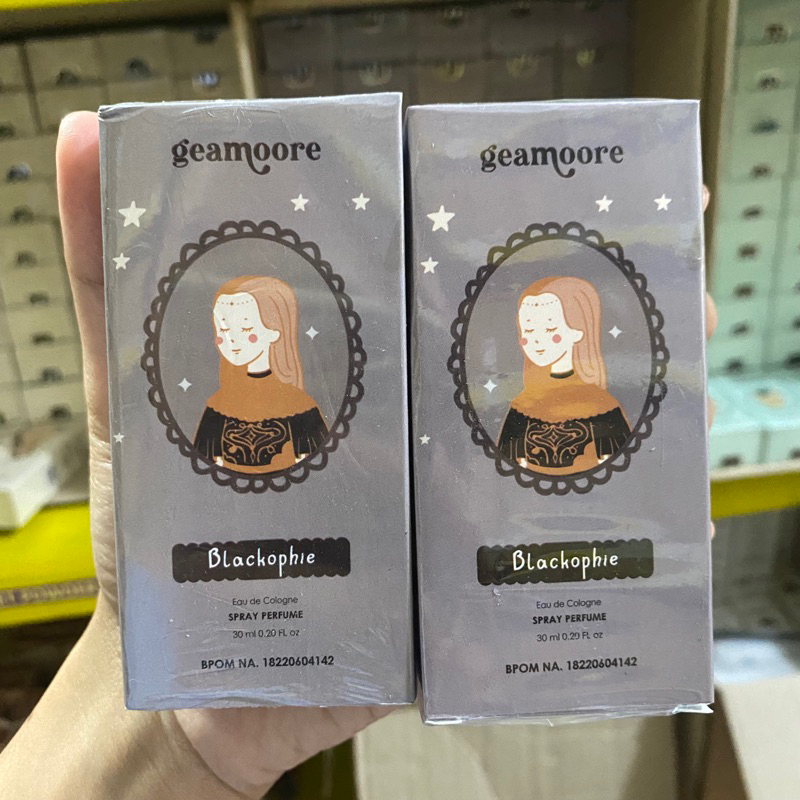 geamoore
Blackophie
Eau de Cologne
SPRAY PERFUME
30 ml 0.20 FL oz
BPOM NA. 18220604142
geamoore
Blackophie
Eau de Cologne
SPRAY PERFUME
30 ml 0.20 FL oz
BPOM NA. 18220604142